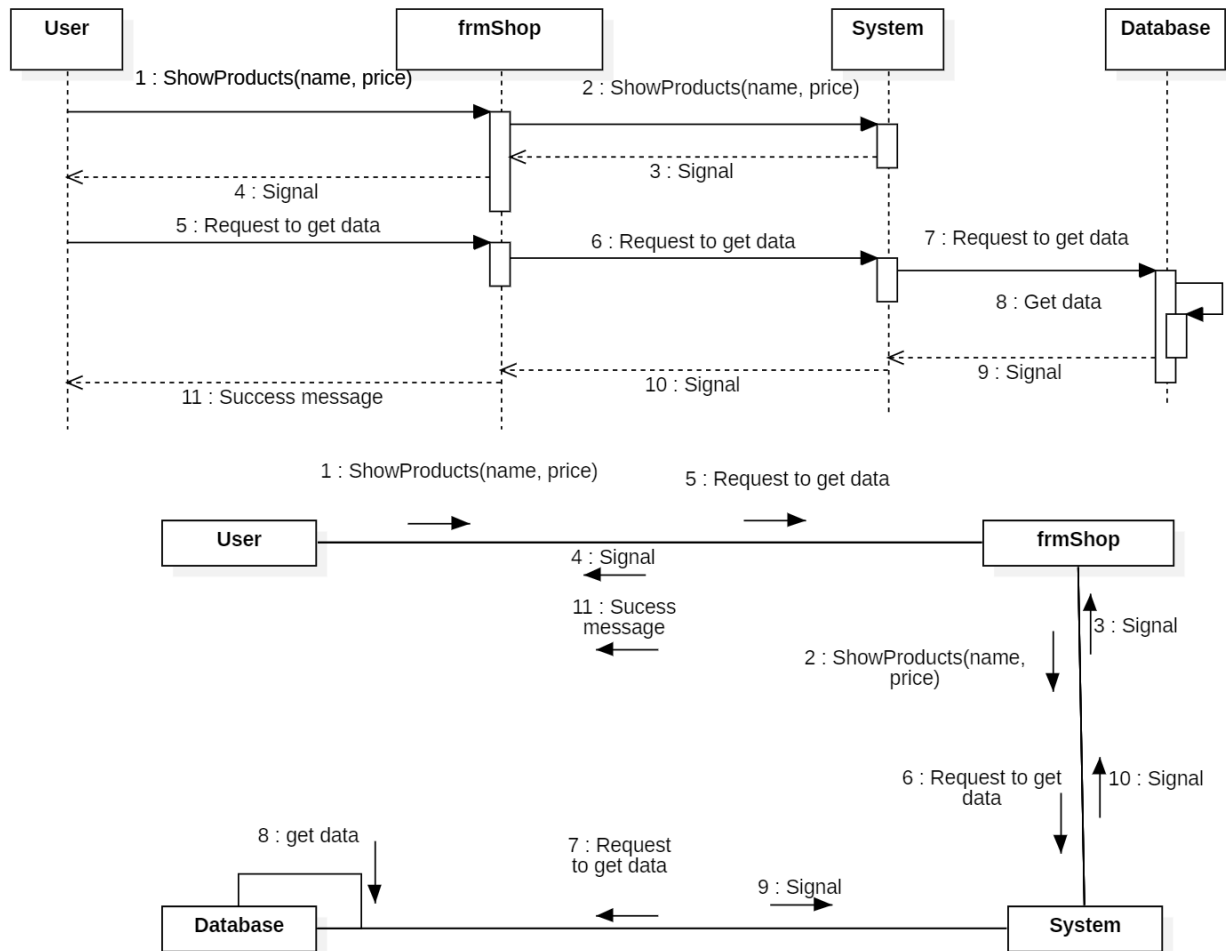 User
frmShop
System
Database
1 : ShowProducts(name, price)
2 : ShowProducts(name, price)
3 : Signal
4 : Signal
5 : Request to get data
6 : Request to get data
7 : Request to get data
8 : Get data
9 : Signal
10 : Signal
11 : Success message
1 : ShowProducts(name, price)
5 : Request to get data
User
frmShop
4 : Signal
11 : Sucess
message
3 : Signal
2 : ShowProducts(name,
price)
6 : Request to get
data
10 : Signal
8 : get data
7 : Request
to get data
9 : Signal
Database
System